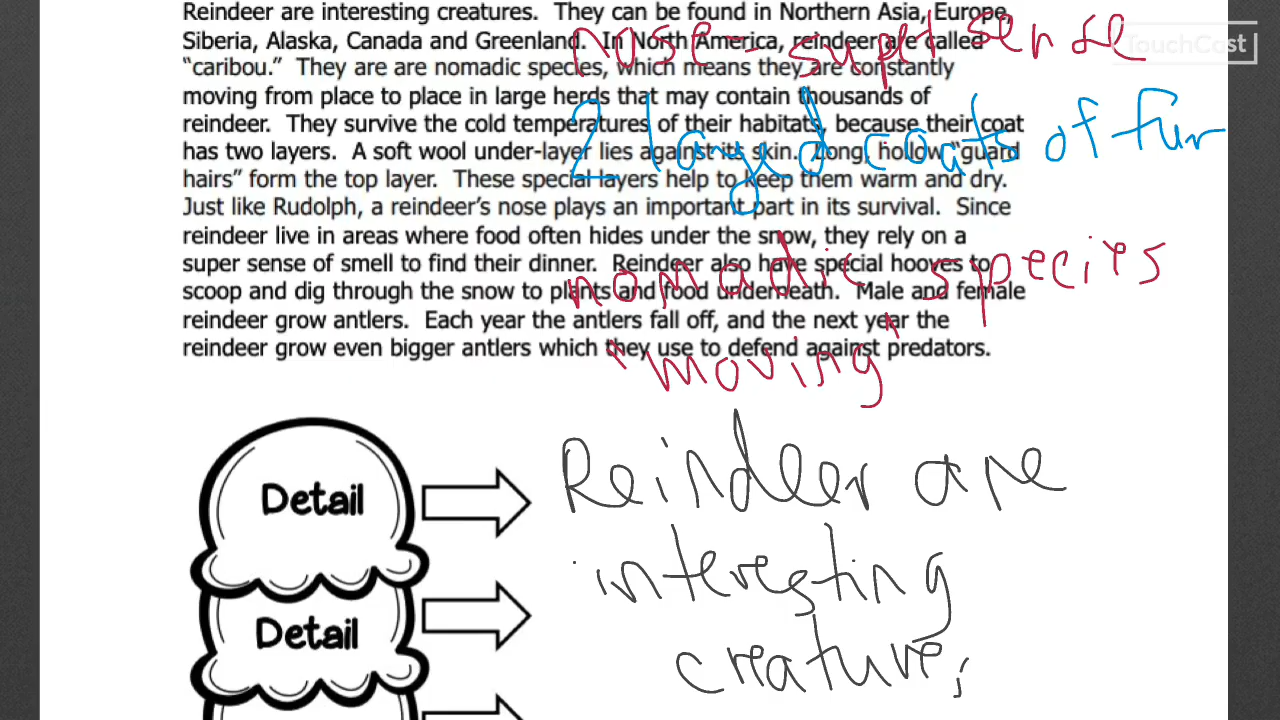 Reindeer are interesting creatures. They can be found in Northern Asia, Europe,
Siberia, Alaska, Canada and Greenland. In North America, reindeer are called
“caribou.” They are are nomadic species, which means they are constantly
moving from place to place in large herds that may contain thousands of
reindeer. They survive the cold temperatures of their habitats, because their coat
has two layers. A soft wool under-layer lies against its skin. Long, hollow “guard
hairs” form the top layer. These special layers help to keep them warm and dry.
Just like Rudolph, a reindeer’s nose plays an important part in its survival. Since
reindeer live in areas where food often hides under the snow, they rely on a
super sense of smell to find their dinner. Reindeer also have special hooves to
scoop and dig through the snow to plants and food underneath. Male and female
reindeer grow antlers. Each year the antlers fall off, and the next year the
reindeer grow even bigger antlers which they use to defend against predators.
nose - super sense
TouchCast
2 layed coats of fur
nomadic species
"moving"
Reindeer are
interesting
creature,
Detail
Detail